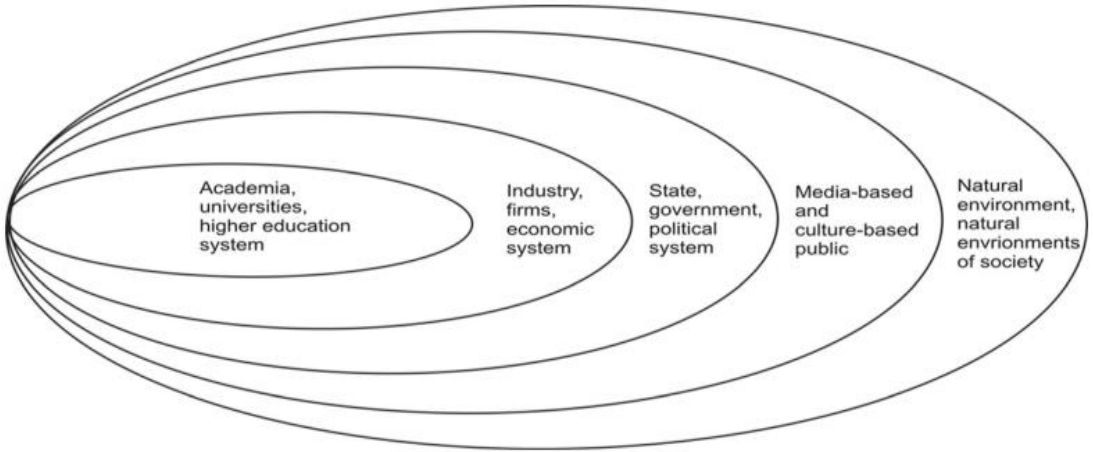 Academia,
universities,
higher education
system
Industry,
firms,
economic
system
State,
government,
political
system
Media-based
and
culture-based
public
Natural
environment,
natural
envrionments
of society